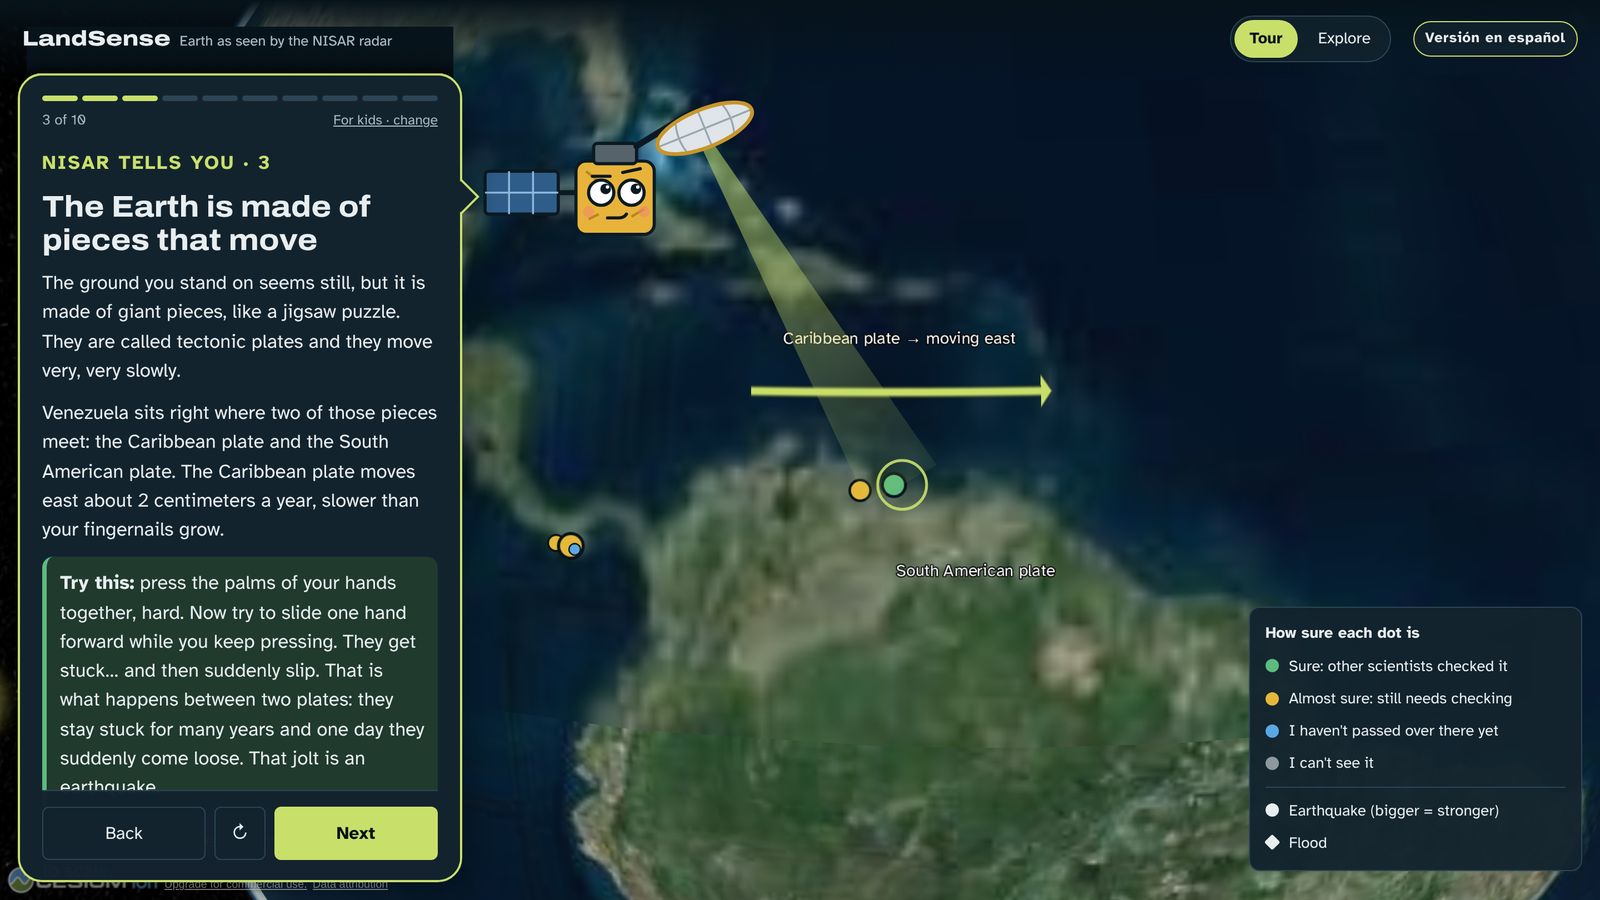 LandSense Earth as seen by the NISAR radar
Tour
Explore
Versión en español
3 of 10
For kids · change
NISAR TELLS YOU · 3
The Earth is made of
pieces that move
The ground you stand on seems still, but it is
made of giant pieces, like a jigsaw puzzle.
They are called tectonic plates and they move
very, very slowly.
Venezuela sits right where two of those pieces
meet: the Caribbean plate and the South
American plate. The Caribbean plate moves
east about 2 centimeters a year, slower than
your fingernails grow.
Try this: press the palms of your hands
together, hard. Now try to slide one hand
forward while you keep pressing. They get
stuck... and then suddenly slip. That is
what happens between two plates: they
stay stuck for many years and one day they
suddenly come loose. That jolt is an
earthquake
Back
↻
Next
Upgrade for commercial use. Data attribution
Caribbean plate → moving east
South American plate
How sure each dot is
Sure: other scientists checked it
Almost sure: still needs checking
I haven't passed over there yet
I can't see it
Earthquake (bigger = stronger)
Flood